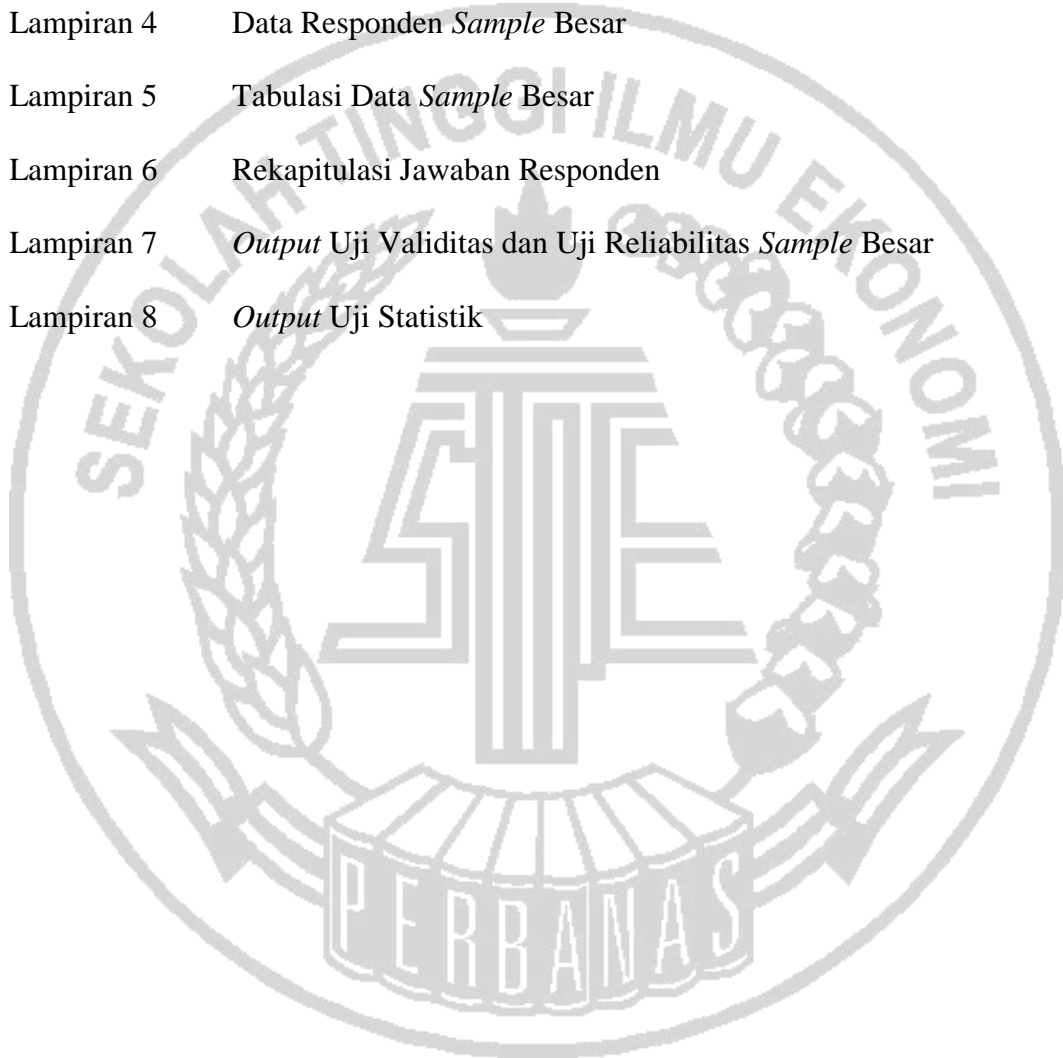 Lampiran 4 Data Responden Sample Besar
Lampiran 5 Tabulasi Data Sample Besar
Lampiran 6 Rekapitulasi Jawaban Responden
Lampiran 7 Output Uji Validitas dan Uji Reliabilitas Sample Besar
Lampiran 8 Output Uji Statistik
SEKOLAH TINGGI ILMU EKONOMI
STIE
PERBANAS